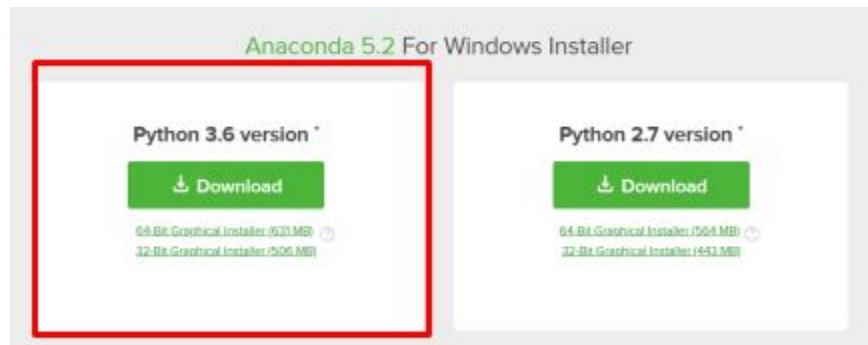 Anaconda 5.2 For Windows Installer
Python 3.6 version *
Download
64-Bit Graphical Installer (631 MB) ?
32-Bit Graphical Installer (506 MB)
Python 2.7 version *
Download
64-Bit Graphical Installer (564 MB) ?
32-Bit Graphical Installer (443 MB)